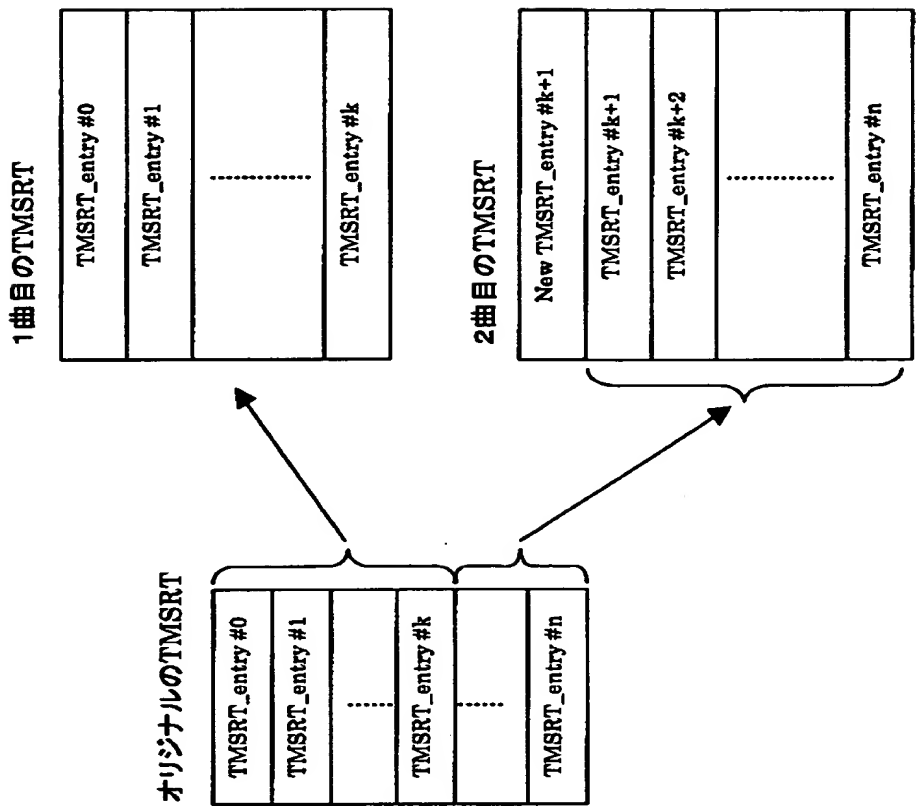 オリジナルのTMSRT
TMSRT_entry #0
TMSRT_entry #1
TMSRT_entry #k
TMSRT_entry #n
1曲目のTMSRT
TMSRT_entry #0
TMSRT_entry #1
TMSRT_entry #k
2曲目のTMSRT
New TMSRT_entry #k+1
TMSRT_entry #k+1
TMSRT_entry #k+2
TMSRT_entry #n